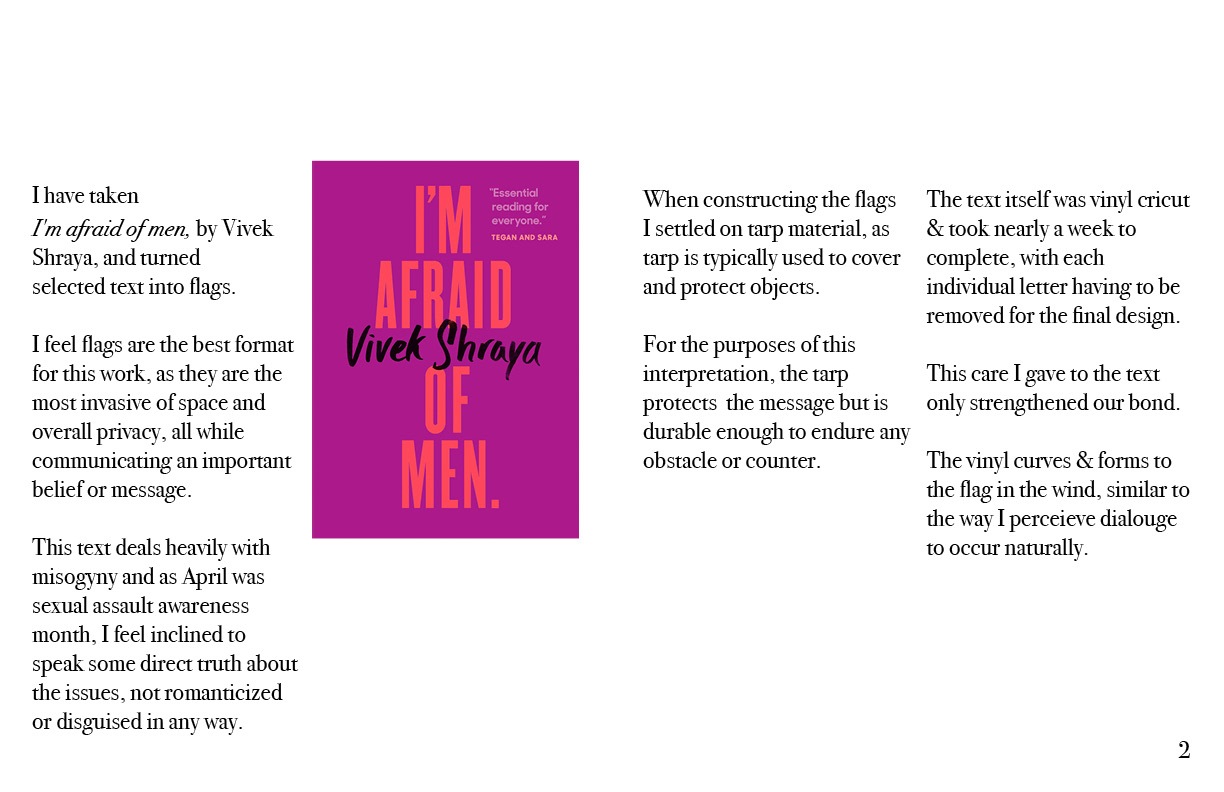 I have taken
I'm afraid of men, by Vivek
Shraya, and turned
selected text into flags.
I feel flags are the best format
for this work, as they are the
most invasive of space and
overall privacy, all while
communicating an important
belief or message.
This text deals heavily with
misogyny and as April was
sexual assault awareness
month, I feel inclined to
speak some direct truth about
the issues, not romanticized
or disguised in any way.
I'M
AFRAID
Vivek Shraya
OF
MEN.
"Essential
reading for
everyone."
TEGAN AND SARA
When constructing the flags
I settled on tarp material, as
tarp is typically used to cover
and protect objects.
For the purposes of this
interpretation, the tarp
protects  the message but is
durable enough to endure any
obstacle or counter.
The text itself was vinyl cricut
& took nearly a week to
complete, with each
individual letter having to be
removed for the final design.
This care I gave to the text
only strengthened our bond.
The vinyl curves & forms to
the flag in the wind, similar to
the way I perceieve dialouge
to occur naturally.
2